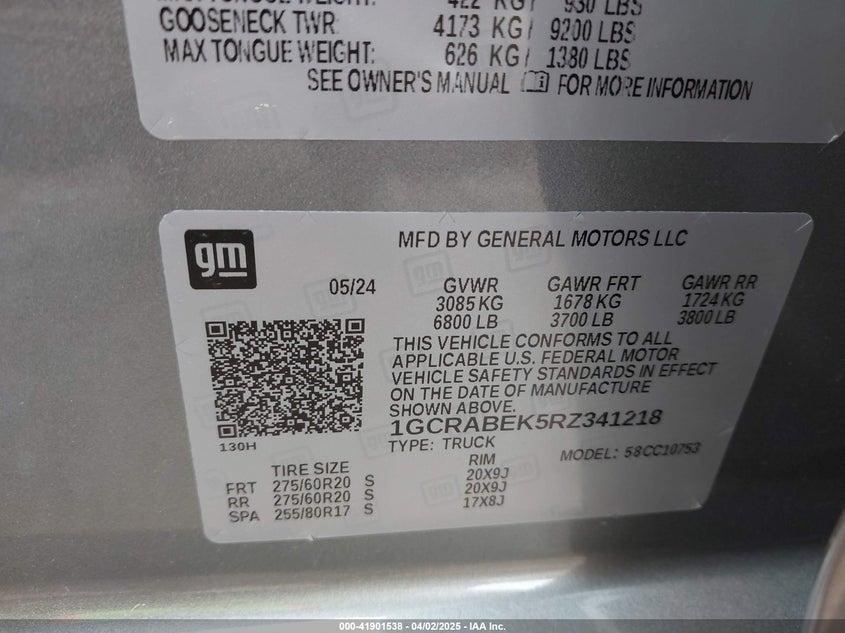 422 KG/ 930 LBS
GOOSENECK TWR: 4173 KG/ 9200 LBS
MAX TONGUE WEIGHT: 626 KG/ 1380 LBS
SEE OWNER'S MANUAL FOR MORE INFORMATION
gm
MFD BY GENERAL MOTORS LLC
05/24 GVWR GAWR FRT GAWR RR
3085 KG 1678 KG 1724 KG
6800 LB 3700 LB 3800 LB
THIS VEHICLE CONFORMS TO ALL
APPLICABLE U.S. FEDERAL MOTOR
VEHICLE SAFETY STANDARDS IN EFFECT
ON THE DATE OF MANUFACTURE
SHOWN ABOVE.
1GCRABEK5RZ341218
130H
TYPE: TRUCK MODEL: 58CC10753
TIRE SIZE RIM
FRT 275/60R20 S 20X9J
RR 275/60R20 S 20X9J
SPA 255/80R17 S 17X8J
000-41901538 - 04/02/2025 - IAA Inc.